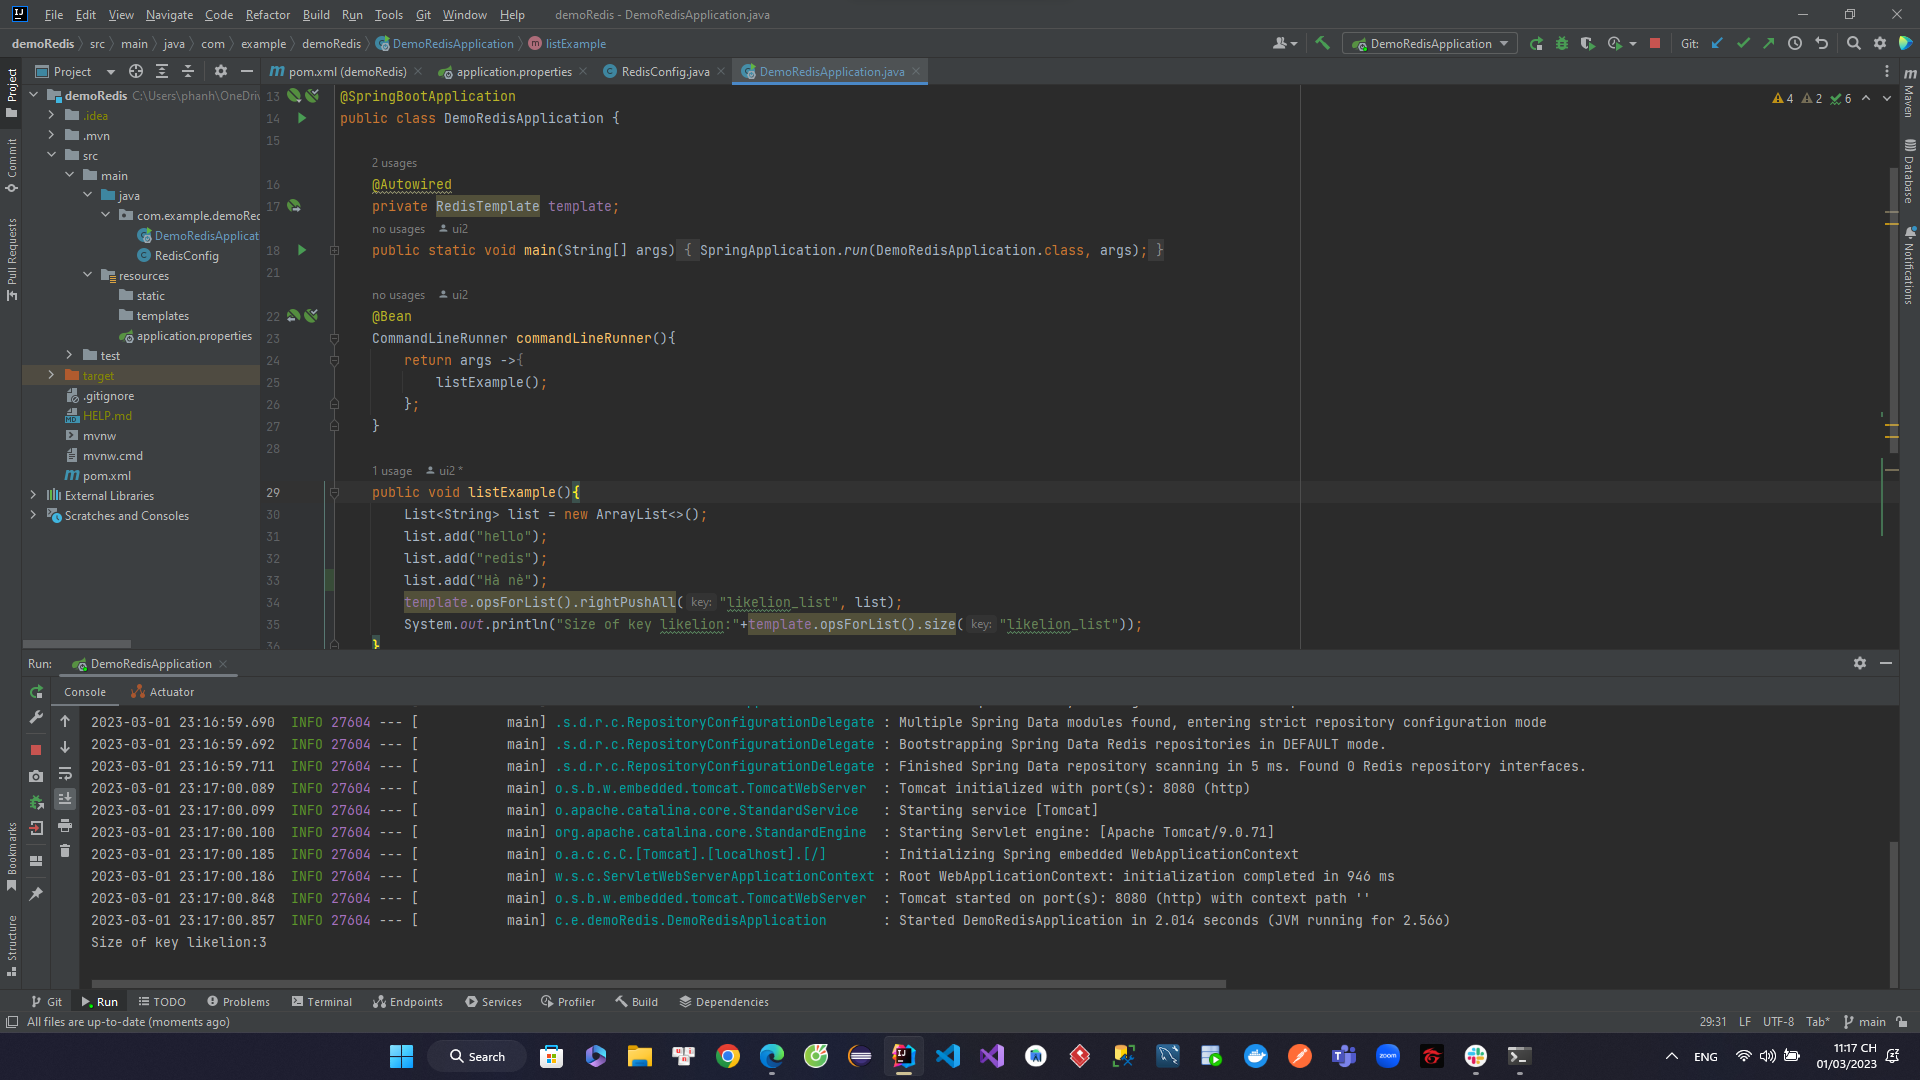 File Edit View Navigate Code Refactor Build Run Tools Git Window Help demoRedis - DemoRedisApplication.java
demoRedis src main java com example demoRedis DemoRedisApplication listExample DemoRedisApplication Git:
Project pom.xml (demoRedis) application.properties RedisConfig.java DemoRedisApplication.java
Project
Commit
Pull Requests
Bookmarks
Structure
demoRedis C:\Users\phanh\OneDriv
.idea
.mvn
src
main
java
com.example.demoRed
DemoRedisApplicat
RedisConfig
resources
static
templates
application.properties
test
target
.gitignore
HELP.md
mvnw
mvnw.cmd
pom.xml
External Libraries
Scratches and Consoles
4 2 6
13 @SpringBootApplication
14 public class DemoRedisApplication {
15
2 usages
16 @Autowired
17 private RedisTemplate template;
no usages ui2
18 public static void main(String[] args) { SpringApplication.run(DemoRedisApplication.class, args); }
21
no usages ui2
22 @Bean
23 CommandLineRunner commandLineRunner(){
24 return args ->{
25 listExample();
26 };
27 }
28
1 usage ui2 *
29 public void listExample(){
30 List<String> list = new ArrayList<>();
31 list.add("hello");
32 list.add("redis");
33 list.add("Hà nè");
34 template.opsForList().rightPushAll( key: "likelion_list", list);
35 System.out.println("Size of key likelion:"+template.opsForList().size( key: "likelion_list"));
36 }
Maven
Database
Notifications
Run: DemoRedisApplication
Console Actuator
2023-03-01 23:16:59.690 INFO 27604 --- [ main] .s.d.r.c.RepositoryConfigurationDelegate : Multiple Spring Data modules found, entering strict repository configuration mode
2023-03-01 23:16:59.692 INFO 27604 --- [ main] .s.d.r.c.RepositoryConfigurationDelegate : Bootstrapping Spring Data Redis repositories in DEFAULT mode.
2023-03-01 23:16:59.711 INFO 27604 --- [ main] .s.d.r.c.RepositoryConfigurationDelegate : Finished Spring Data repository scanning in 5 ms. Found 0 Redis repository interfaces.
2023-03-01 23:17:00.089 INFO 27604 --- [ main] o.s.b.w.embedded.tomcat.TomcatWebServer : Tomcat initialized with port(s): 8080 (http)
2023-03-01 23:17:00.099 INFO 27604 --- [ main] o.apache.catalina.core.StandardService : Starting service [Tomcat]
2023-03-01 23:17:00.100 INFO 27604 --- [ main] org.apache.catalina.core.StandardEngine : Starting Servlet engine: [Apache Tomcat/9.0.71]
2023-03-01 23:17:00.185 INFO 27604 --- [ main] o.a.c.c.C.[Tomcat].[localhost].[/] : Initializing Spring embedded WebApplicationContext
2023-03-01 23:17:00.186 INFO 27604 --- [ main] w.s.c.ServletWebServerApplicationContext : Root WebApplicationContext: initialization completed in 946 ms
2023-03-01 23:17:00.848 INFO 27604 --- [ main] o.s.b.w.embedded.tomcat.TomcatWebServer : Tomcat started on port(s): 8080 (http) with context path ''
2023-03-01 23:17:00.857 INFO 27604 --- [ main] c.e.demoRedis.DemoRedisApplication : Started DemoRedisApplication in 2.014 seconds (JVM running for 2.566)
Size of key likelion:3
Git Run TODO Problems Terminal Endpoints Services Profiler Build Dependencies
All files are up-to-date (moments ago) 29:31 LF UTF-8 Tab* main
Search ENG 11:17 CH
01/03/2023